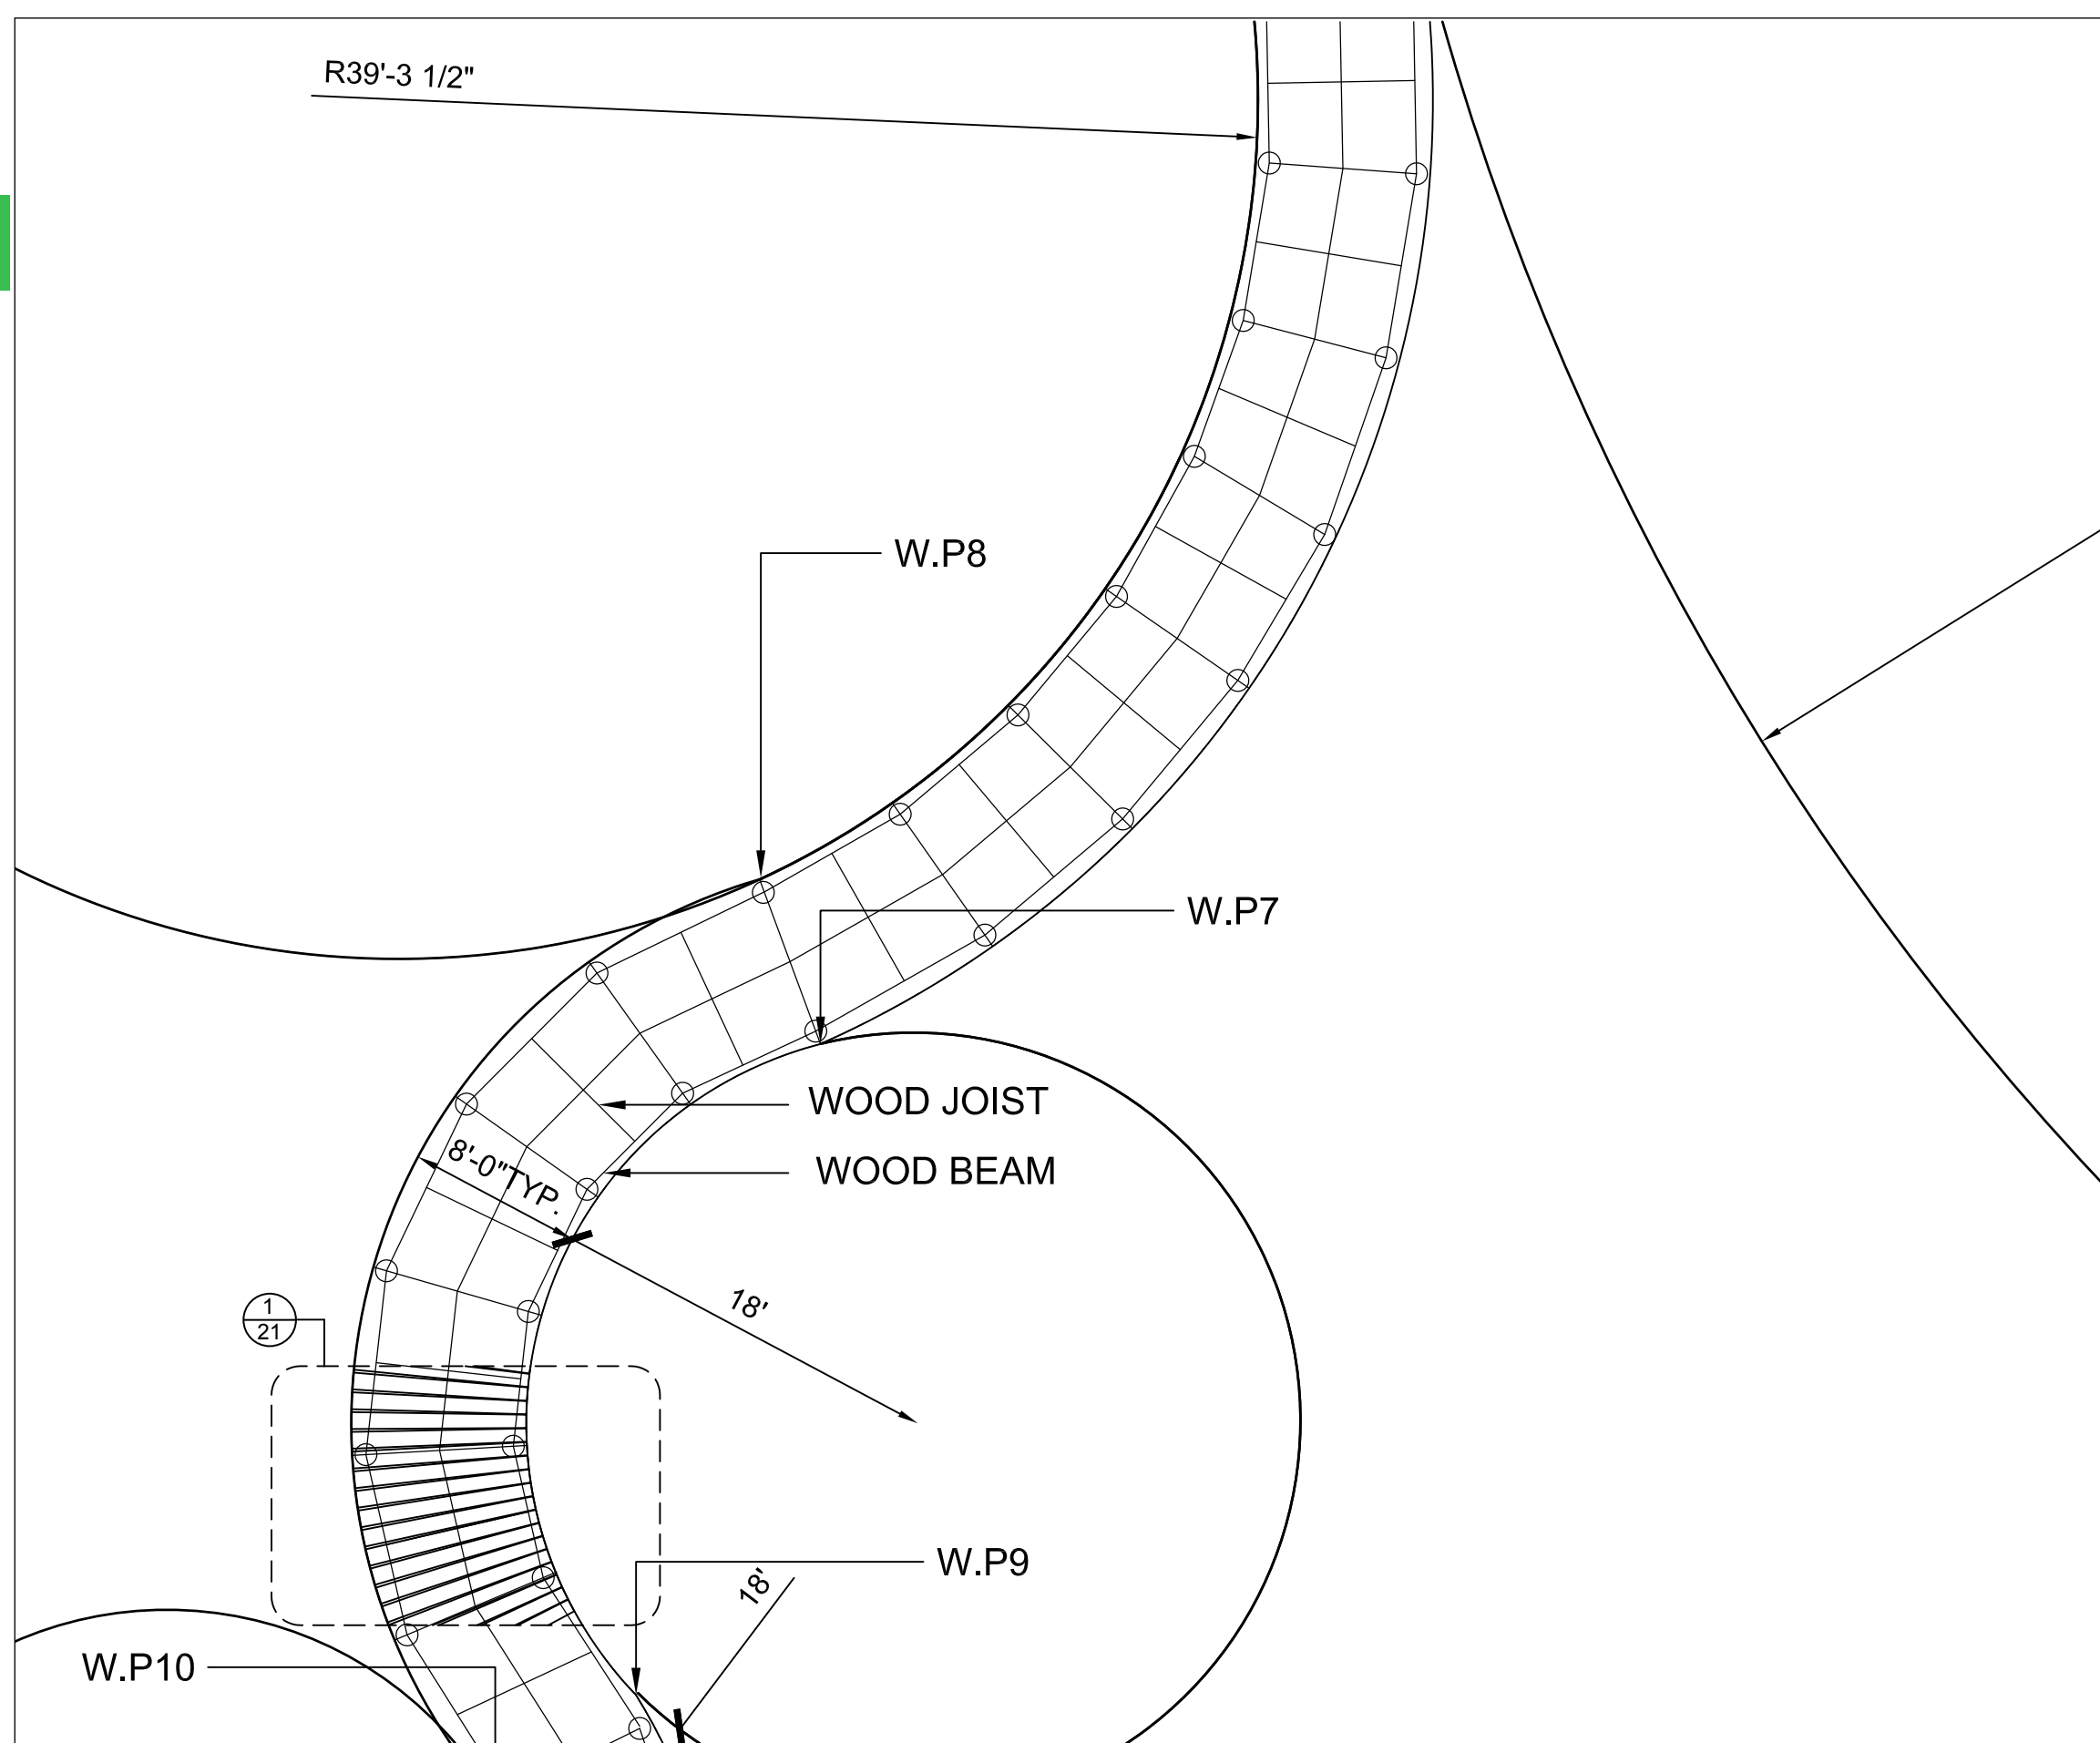 R39'-3 1/2"
W.P8
W.P7
WOOD JOIST
8'-0"TYP.
WOOD BEAM
18'
1
21
W.P9
18'
W.P10